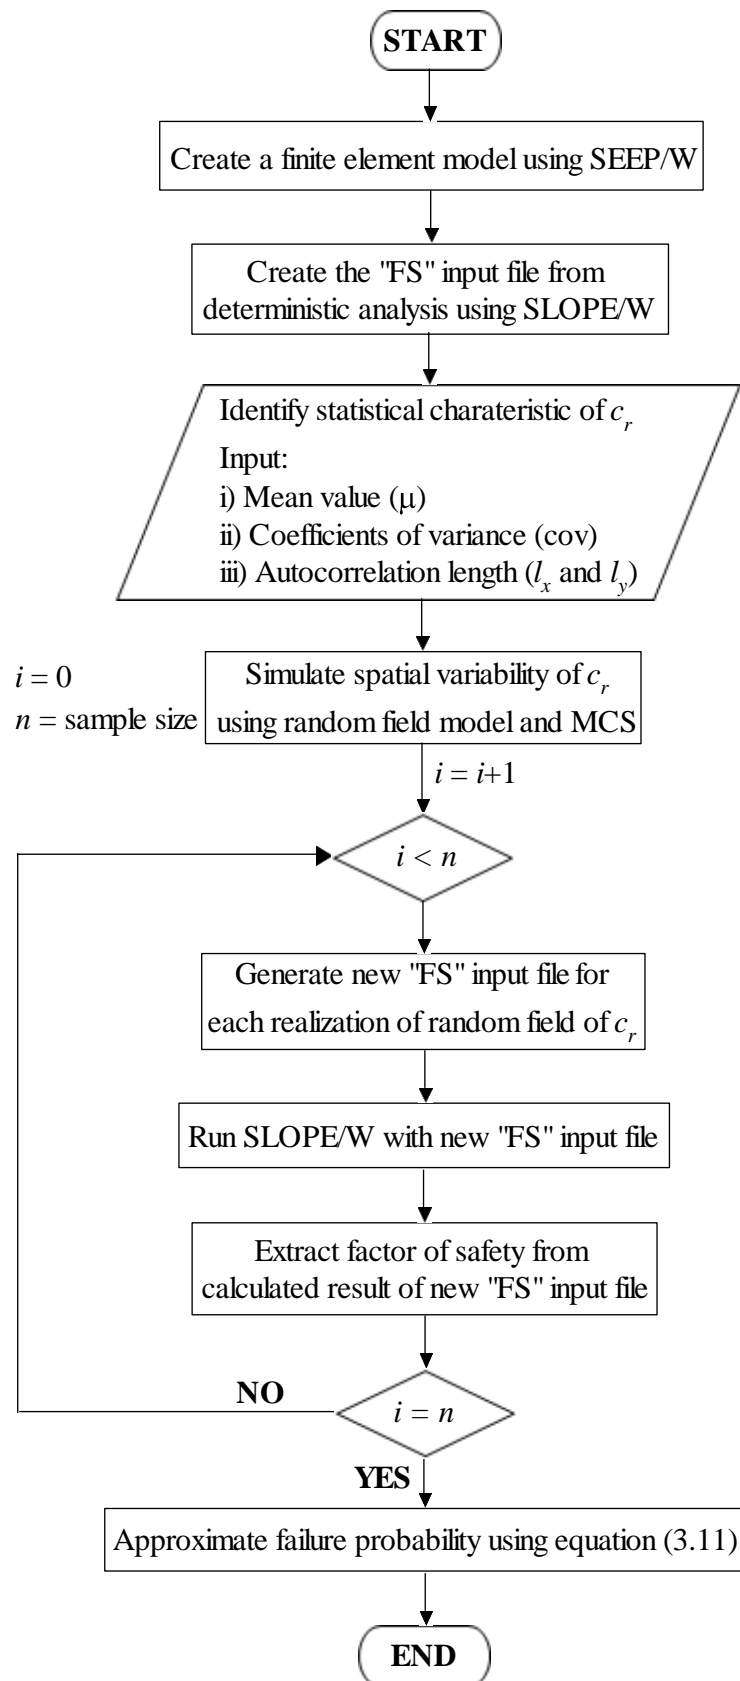 START
Create a finite element model using SEEP/W
Create the "FS" input file from
deterministic analysis using SLOPE/W
Identify statistical charateristic of c_r
Input:
i) Mean value (μ)
ii) Coefficients of variance (cov)
iii) Autocorrelation length (l_x and l_y)
i = 0
n = sample size
Simulate spatial variability of c_r
using random field model and MCS
i = i+1
i < n
Generate new "FS" input file for
each realization of random field of c_r
Run SLOPE/W with new "FS" input file
Extract factor of safety from
calculated result of new "FS" input file
NO
i = n
YES
Approximate failure probability using equation (3.11)
END